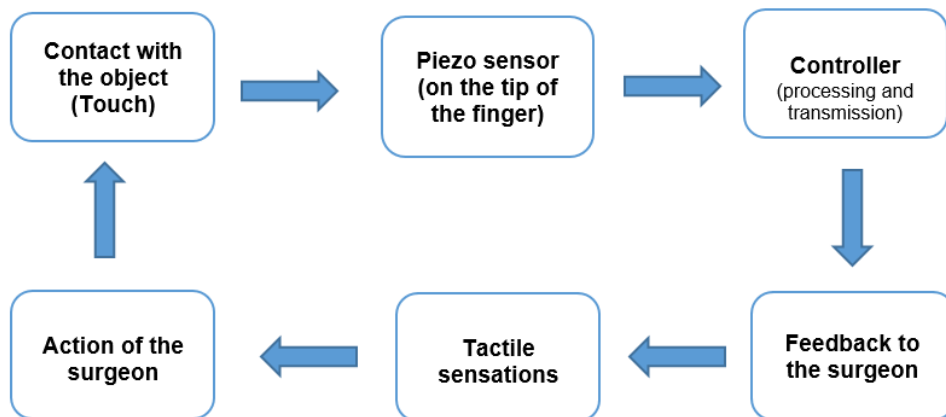 Contact with
the object
(Touch)
Piezo sensor
(on the tip of
the finger)
Controller
(processing and
transmission)
Action of the
surgeon
Tactile
sensations
Feedback to
the surgeon